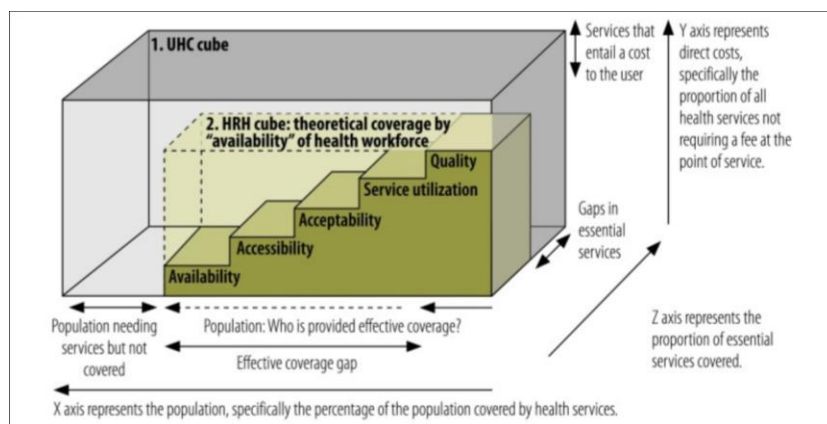 1. UHC cube
2. HRH cube: theoretical coverage by
"availability" of health workforce
Quality
Service utilization
Acceptability
Accessibility
Availability
Services that
entail a cost
to the user
Y axis represents
direct costs,
specifically the
proportion of all
health services not
requiring a fee at the
point of service.
Gaps in
essential
services
Z axis represents the
proportion of essential
services covered.
Population needing
services but not
covered
Population: Who is provided effective coverage?
Effective coverage gap
X axis represents the population, specifically the percentage of the population covered by health services.